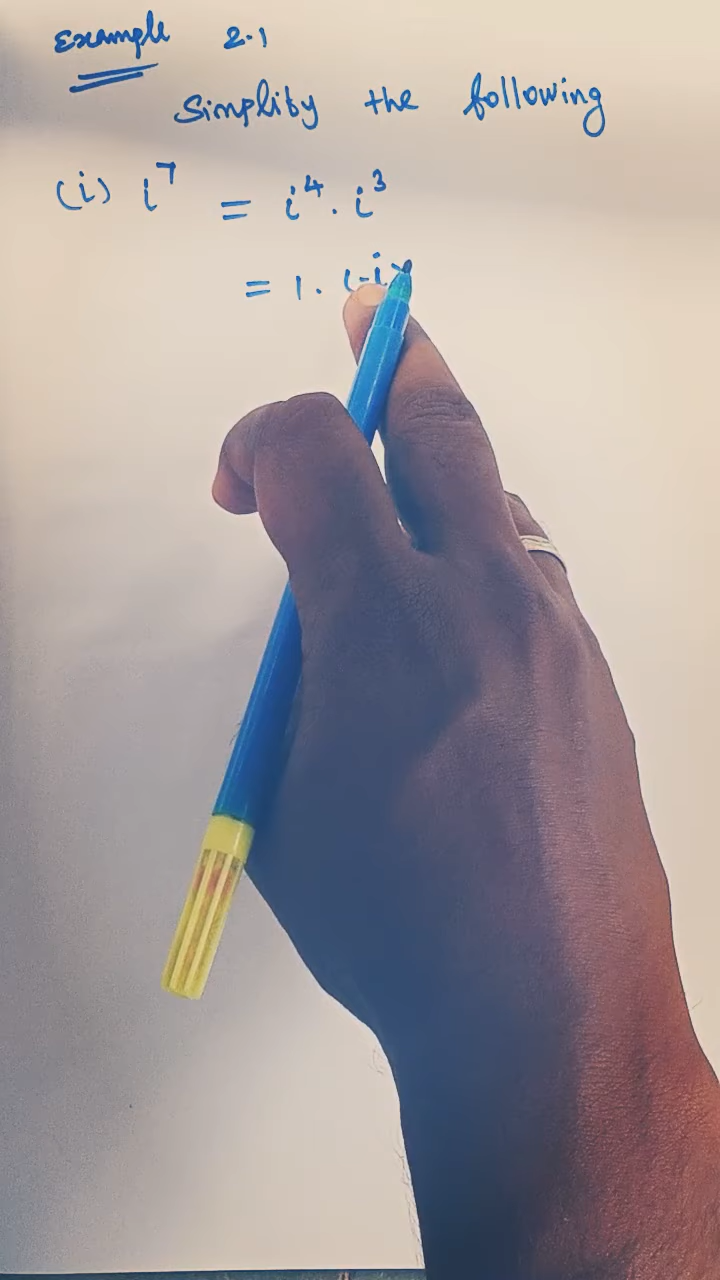 Example 2.1
Simplify the following
(i) i⁷ = i⁴ . i³
= 1 . (-i)